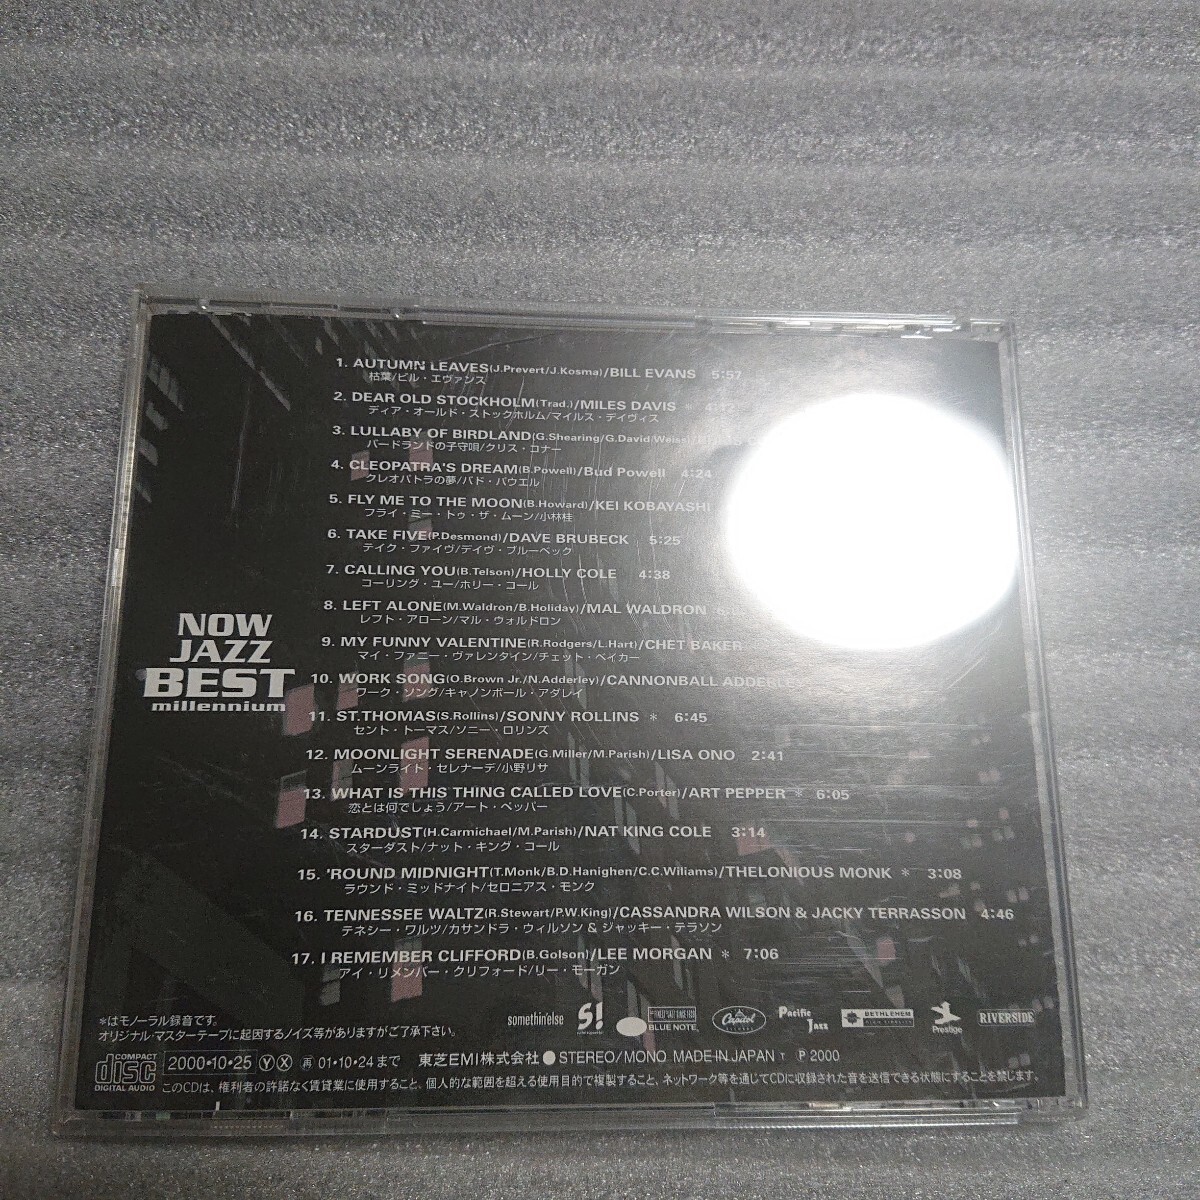 1. AUTUMN LEAVES(J.Prevert/J.Kosma)/BILL EVANS 5:57
枯葉/ビル・エヴァンス
2. DEAR OLD STOCKHOLM(Trad.)/MILES DAVIS * 4:12
ディア・オールド・ストックホルム/マイルス・デイヴィス
3. LULLABY OF BIRDLAND(G.Shearing/G.David Weiss)/
バードランドの子守唄/クリス・コナー
4. CLEOPATRA'S DREAM(B.Powell)/Bud Powell 4:24
クレオパトラの夢/バド・パウエル
5. FLY ME TO THE MOON(B.Howard)/KEI KOBAYASHI
フライ・ミー・トゥ・ザ・ムーン/小林桂
6. TAKE FIVE(P.Desmond)/DAVE BRUBECK 5:25
テイク・ファイヴ/デイヴ・ブルーベック
7. CALLING YOU(B.Telson)/HOLLY COLE 4:38
コーリング・ユー/ホリー・コール
8. LEFT ALONE(M.Waldron/B.Holiday)/MAL WALDRON
レフト・アローン/マル・ウォルドロン
9. MY FUNNY VALENTINE(R.Rodgers/L.Hart)/CHET BAKER
マイ・ファニー・ヴァレンタイン/チェット・ベイカー
10. WORK SONG(O.Brown Jr./N.Adderley)/CANNONBALL ADDERLEY
ワーク・ソング/キャノンボール・アダレイ
11. ST.THOMAS(S.Rollins)/SONNY ROLLINS * 6:45
セント・トーマス/ソニー・ロリンズ
12. MOONLIGHT SERENADE(G.Miller/M.Parish)/LISA ONO 2:41
ムーンライト・セレナーデ/小野リサ
13. WHAT IS THIS THING CALLED LOVE(C.Porter)/ART PEPPER * 6:05
恋とは何でしょう/アート・ペッパー
14. STARDUST(H.Carmichael/M.Parish)/NAT KING COLE 3:14
スターダスト/ナット・キング・コール
15. 'ROUND MIDNIGHT(T.Monk/B.D.Hanighen/C.C.Wiliams)/THELONIOUS MONK * 3:08
ラウンド・ミッドナイト/セロニアス・モンク
16. TENNESSEE WALTZ(R.Stewart/P.W.King)/CASSANDRA WILSON & JACKY TERRASSON 4:46
テネシー・ワルツ/カサンドラ・ウィルソン & ジャッキー・テラソン
17. I REMEMBER CLIFFORD(B.Golson)/LEE MORGAN * 7:06
アイ・リメンバー・クリフォード/リー・モーガン
NOW
JAZZ
BEST
millennium
*はモノーラル録音です。
オリジナル・マスターテープに起因するノイズ等がありますがご了承下さい。
somethin'else S! BLUE NOTE Capitol RECORDS Pacific Jazz BETHLEHEM HIGH FIDELITY Prestige RIVERSIDE
COMPACT disc DIGITAL AUDIO 2000・10・25 Y X 再 01・10・24 まで 東芝EMI株式会社 ● STEREO/MONO MADE IN JAPAN T Ⓟ 2000
このCDは、権利者の許諾なく賃貸業に使用すること、個人的な範囲を超える使用目的で複製すること、ネットワーク等を通じてCDに収録された音を送信できる状態にすることを禁じます。